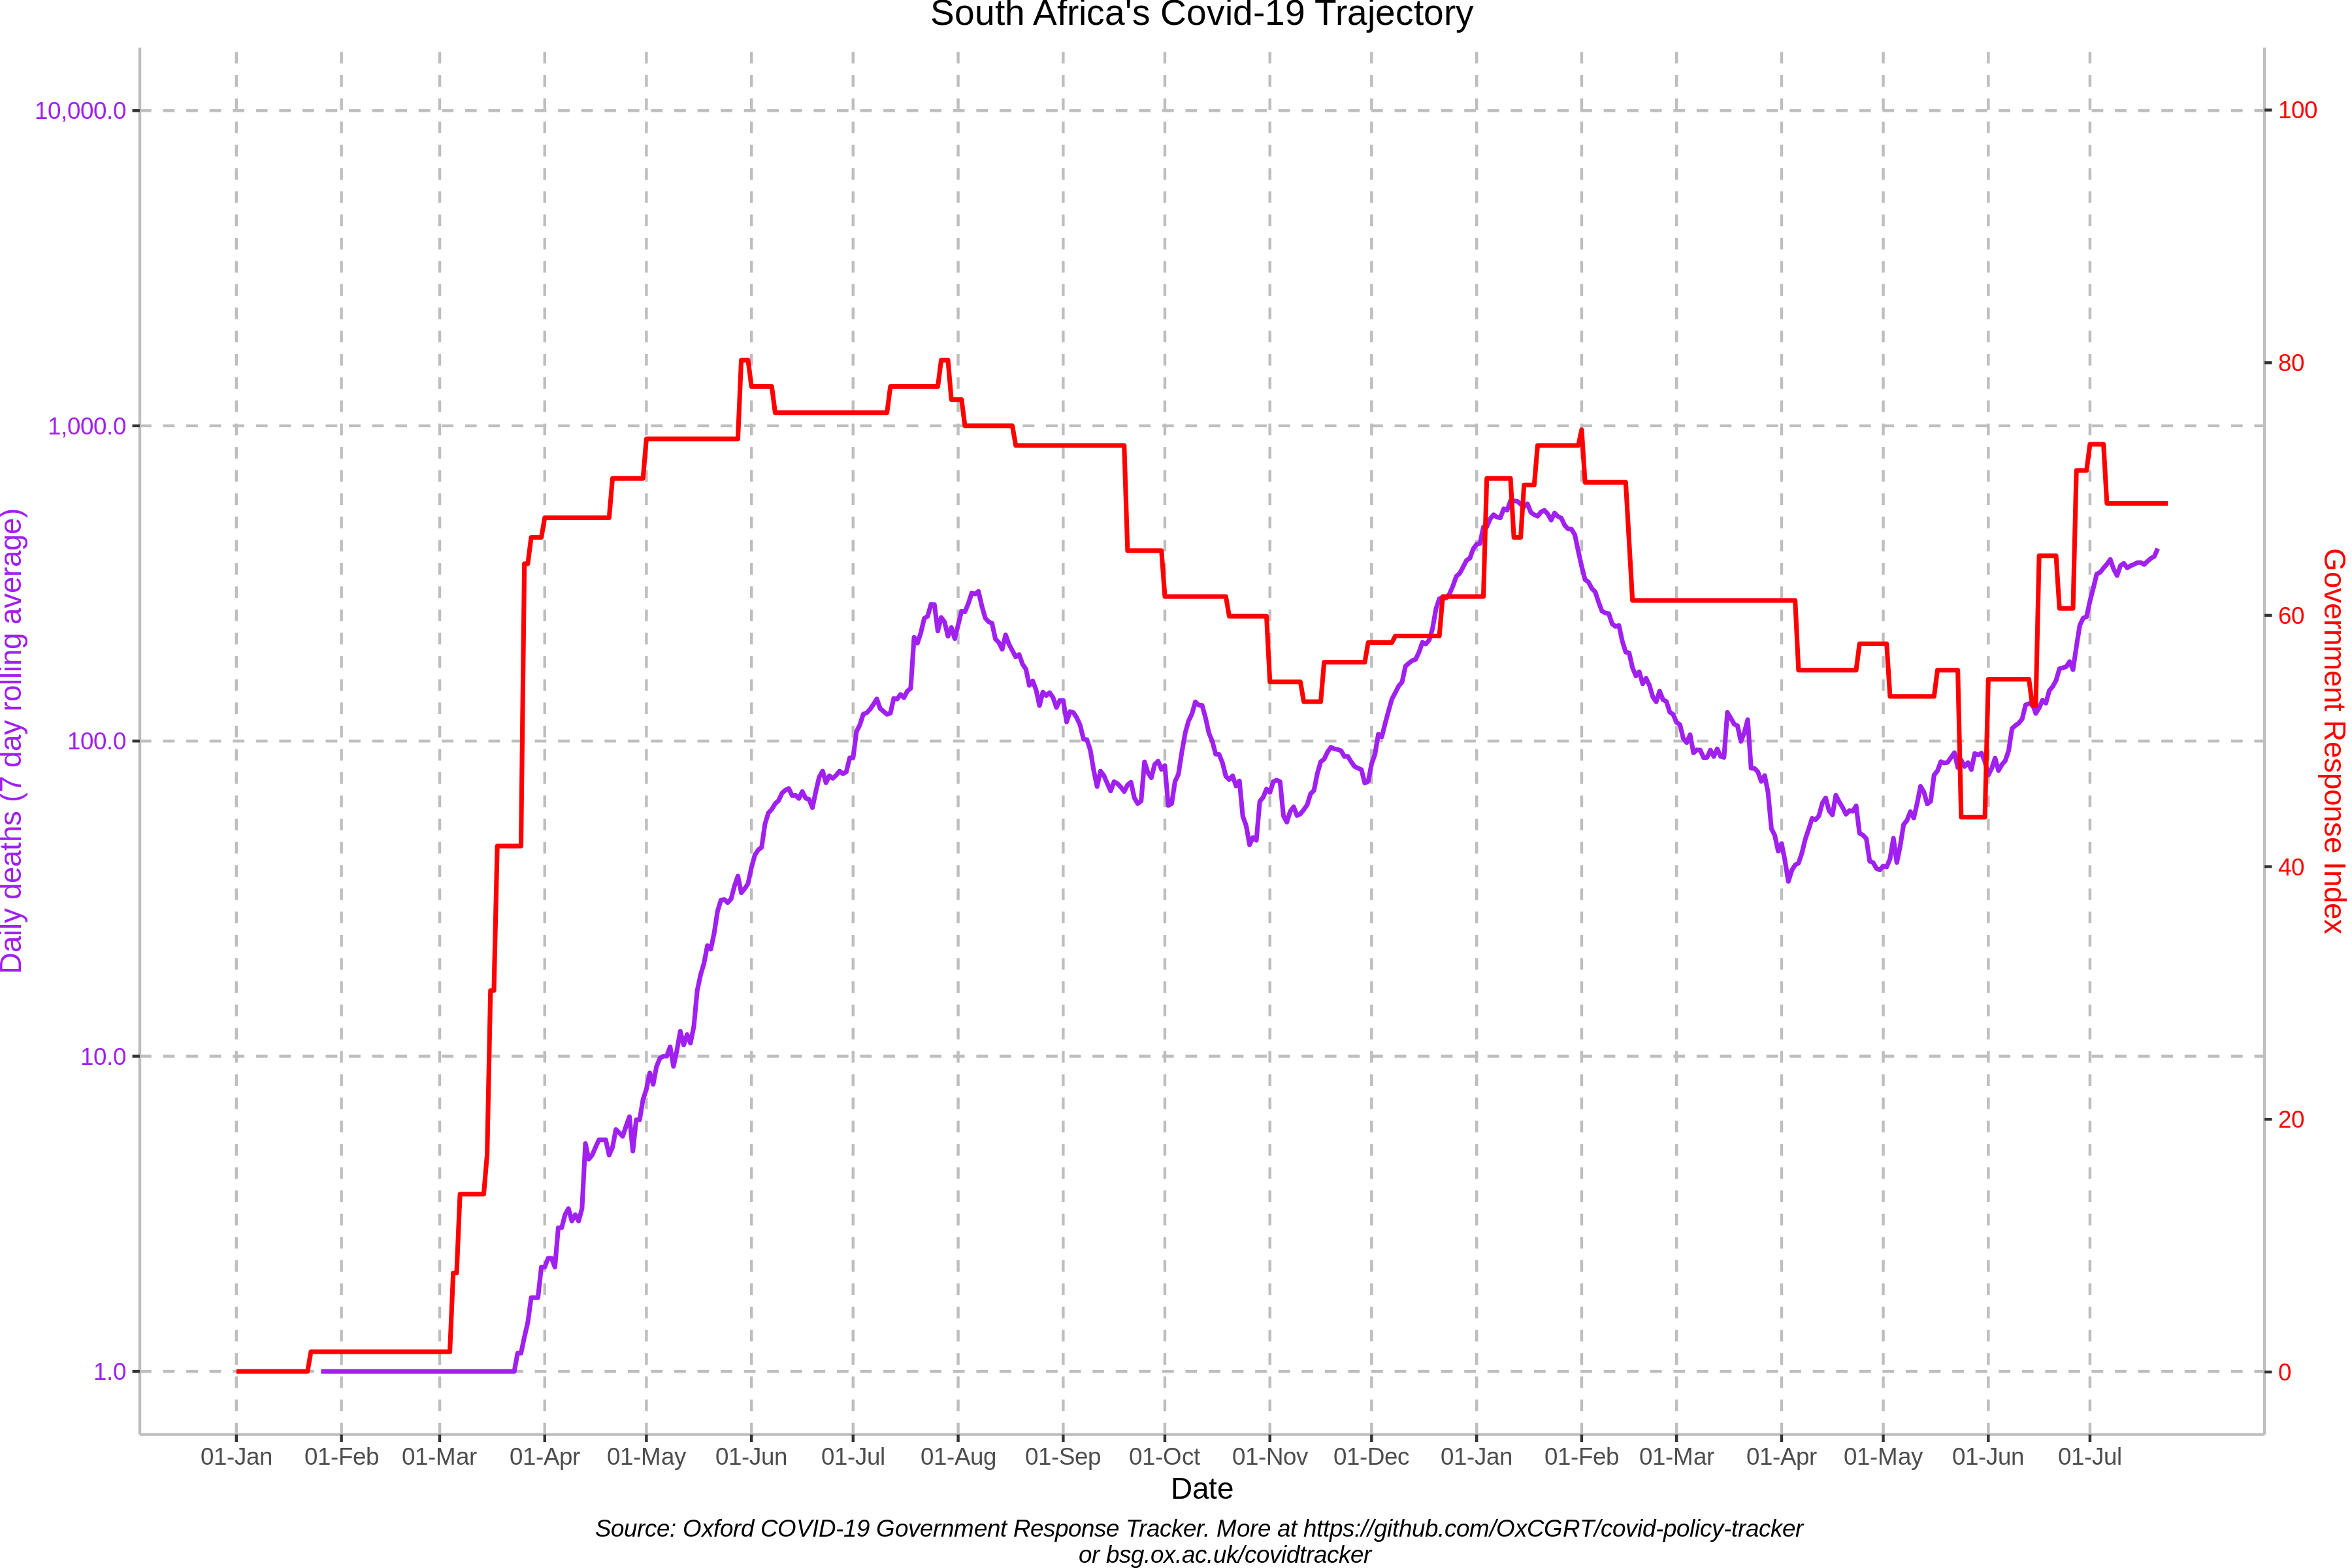 South Africa's Covid-19 Trajectory
10,000.0
1,000.0
100.0
10.0
1.0
Daily deaths (7 day rolling average)
100
80
60
40
20
0
Government Response Index
01-Jan 01-Feb 01-Mar 01-Apr 01-May 01-Jun 01-Jul 01-Aug 01-Sep 01-Oct 01-Nov 01-Dec 01-Jan 01-Feb 01-Mar 01-Apr 01-May 01-Jun 01-Jul
Date
Source: Oxford COVID-19 Government Response Tracker. More at https://github.com/OxCGRT/covid-policy-tracker
or bsg.ox.ac.uk/covidtracker